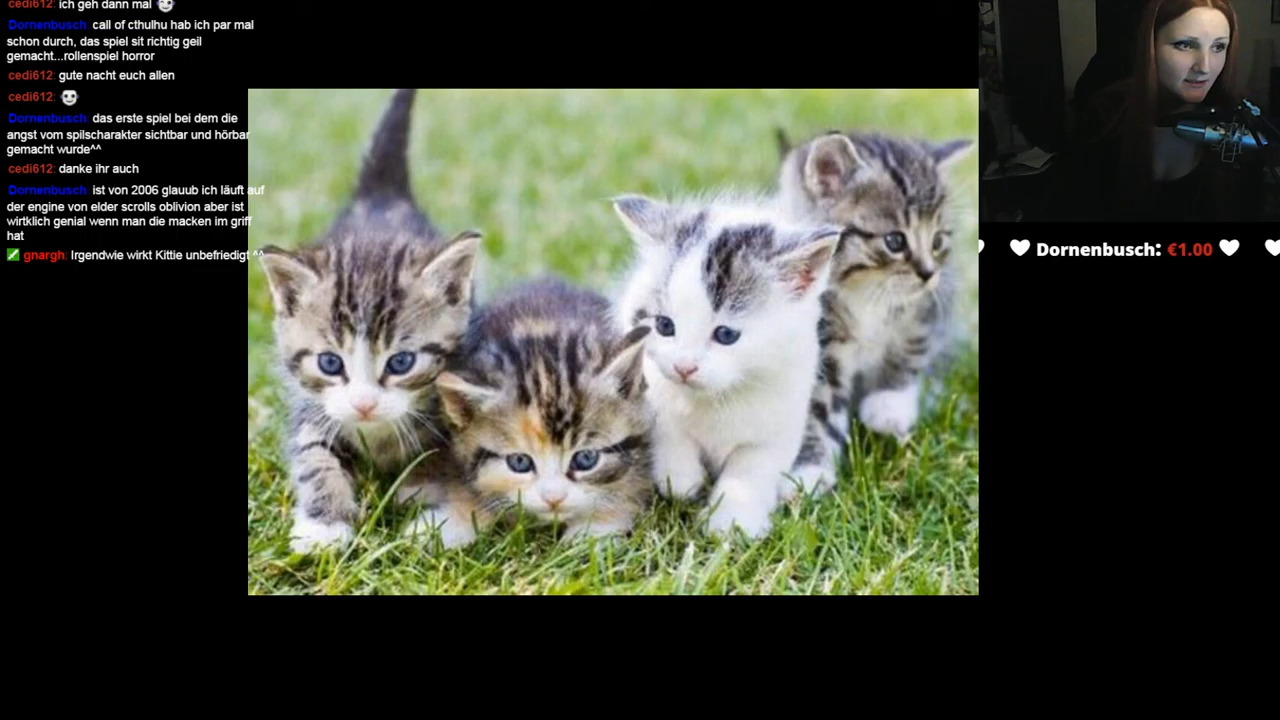 cedi612: ich geh dann mal
Dornenbusch: call of cthulhu hab ich par mal
schon durch, das spiel sit richtig geil
gemacht...rollenspiel horror
cedi612: gute nacht euch allen
cedi612:
Dornenbusch: das erste spiel bei dem die
angst vom spilscharakter sichtbar und hörbar
gemacht wurde^^
cedi612: danke ihr auch
Dornenbusch: ist von 2006 glauub ich läuft auf
der engine von elder scrolls oblivion aber ist
wirtklich genial wenn man die macken im griff
hat
gnargh: Irgendwie wirkt Kittie unbefriedigt ^^
Dornenbusch: €1.00